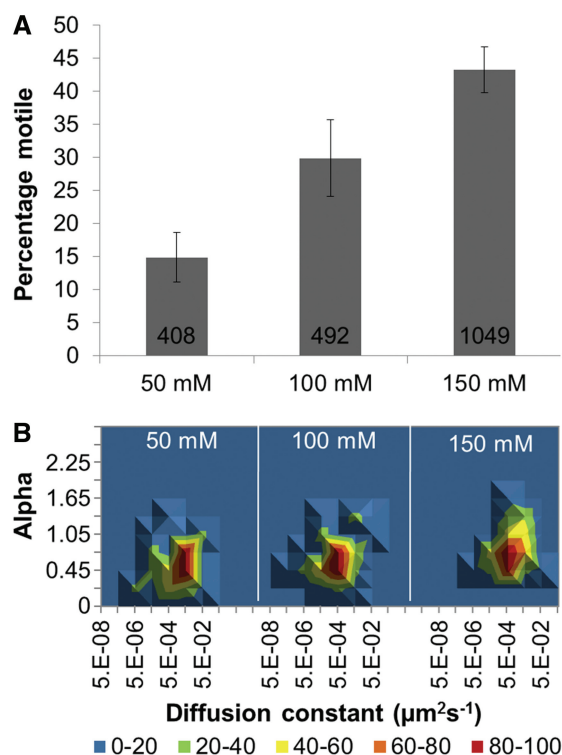 A
Percentage motile
50
45
40
35
30
25
20
15
10
5
0
408
492
1049
50 mM
100 mM
150 mM
B
50 mM
100 mM
150 mM
Alpha
2.25
1.65
1.05
0.45
0
5.E-08
5.E-06
5.E-04
5.E-02
5.E-08
5.E-06
5.E-04
5.E-02
5.E-08
5.E-06
5.E-04
5.E-02
Diffusion constant (µm²s⁻¹)
0-20 20-40 40-60 60-80 80-100